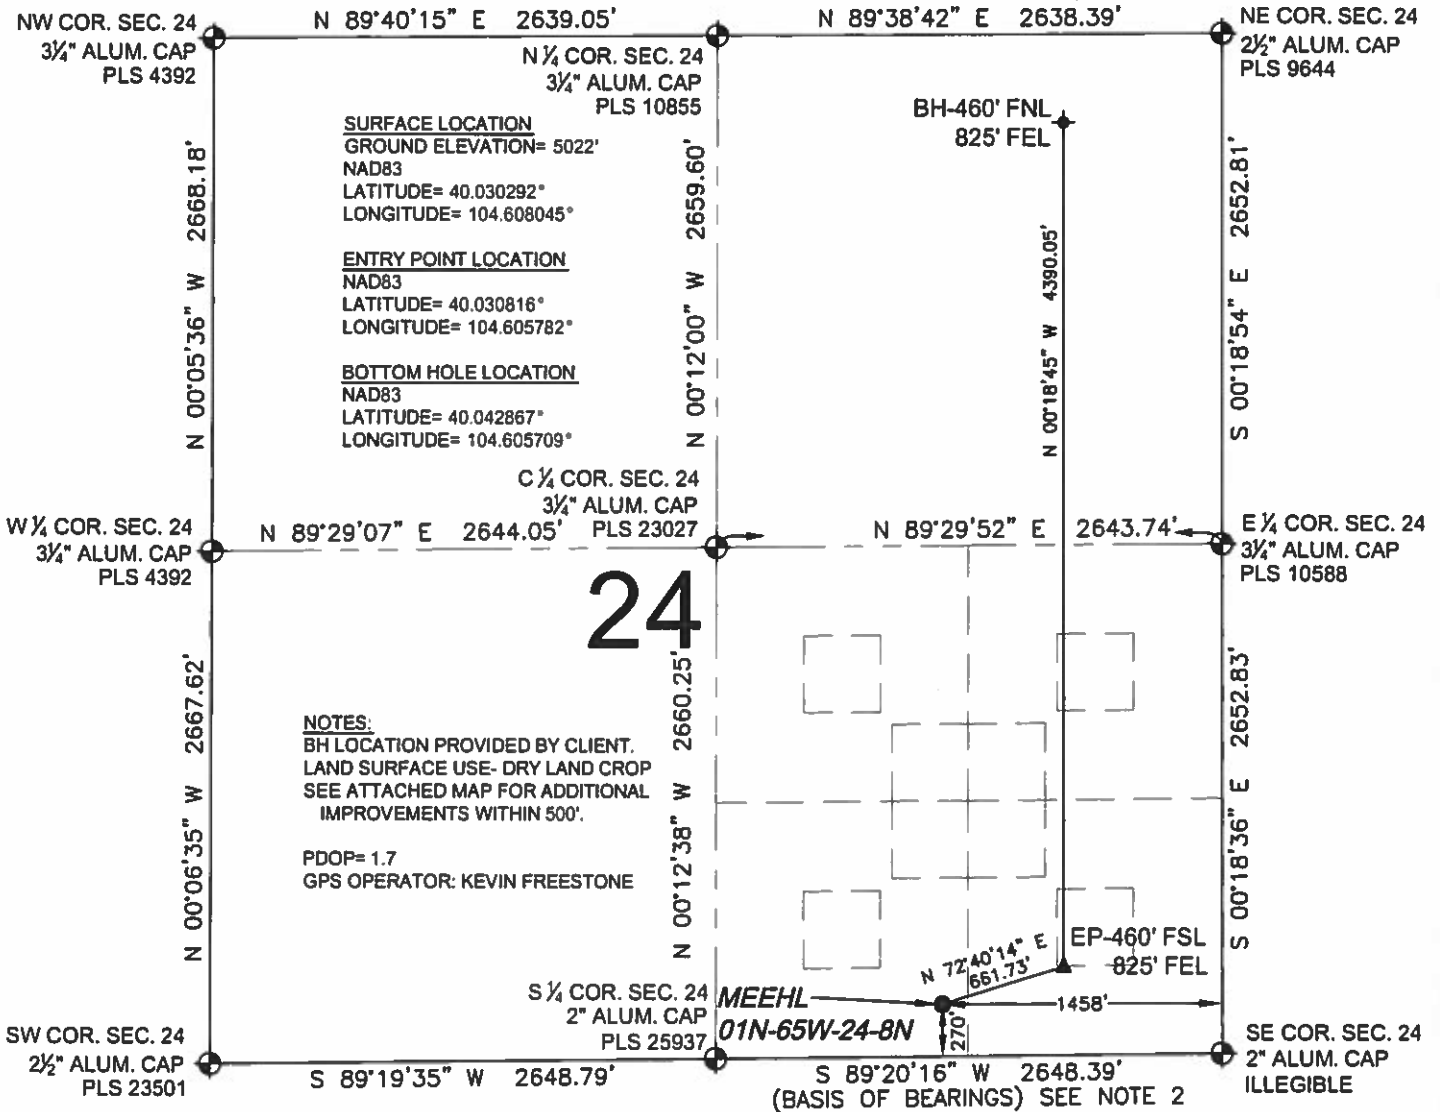 N 89°40'15" E 2639.05'
N 89°38'42" E 2638.39'
NW COR. SEC. 24
3¼" ALUM. CAP
PLS 4392
N ¼ COR. SEC. 24
3¼" ALUM. CAP
PLS 10855
NE COR. SEC. 24
2½" ALUM. CAP
PLS 9644
SURFACE LOCATION
GROUND ELEVATION= 5022'
NAD83
LATITUDE= 40.030292°
LONGITUDE= 104.608045°
ENTRY POINT LOCATION
NAD83
LATITUDE= 40.030816°
LONGITUDE= 104.605782°
BOTTOM HOLE LOCATION
NAD83
LATITUDE= 40.042867°
LONGITUDE= 104.605709°
BH-460' FNL
825' FEL
N 00°05'36" W 2668.18'
N 00°12'00" W 2659.60'
N 00°18'45" W 4390.05'
S 00°18'54" E 2652.81'
C ¼ COR. SEC. 24
3¼" ALUM. CAP
PLS 23027
W ¼ COR. SEC. 24
3¼" ALUM. CAP
PLS 4392
N 89°29'07" E 2644.05'
N 89°29'52" E 2643.74'
E ¼ COR. SEC. 24
3¼" ALUM. CAP
PLS 10588
24
NOTES:
BH LOCATION PROVIDED BY CLIENT.
LAND SURFACE USE- DRY LAND CROP
SEE ATTACHED MAP FOR ADDITIONAL
IMPROVEMENTS WITHIN 500'.
PDOP= 1.7
GPS OPERATOR: KEVIN FREESTONE
N 00°06'35" W 2667.62'
N 00°12'38" W 2660.25'
S 00°18'36" E 2652.83'
EP-460' FSL
825' FEL
N 72°40'14" E
661.73'
1458'
270'
MEEHL
01N-65W-24-8N
S ¼ COR. SEC. 24
2" ALUM. CAP
PLS 25937
SW COR. SEC. 24
2½" ALUM. CAP
PLS 23501
SE COR. SEC. 24
2" ALUM. CAP
ILLEGIBLE
S 89°19'35" W 2648.79'
S 89°20'16" W 2648.39'
(BASIS OF BEARINGS) SEE NOTE 2